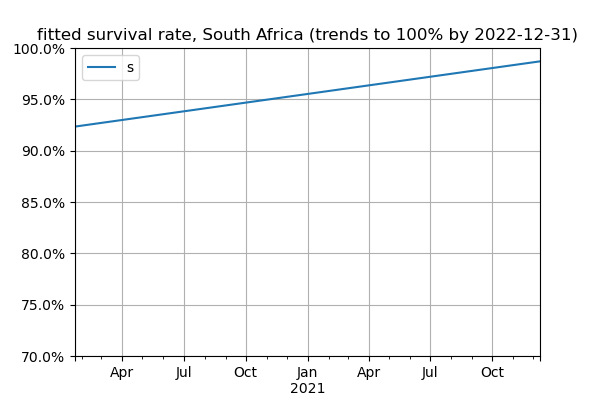 fitted survival rate, South Africa (trends to 100% by 2022-12-31)
100.0%
s
95.0%
90.0%
85.0%
80.0%
75.0%
70.0%
Apr Jul Oct Jan Apr Jul Oct
2021